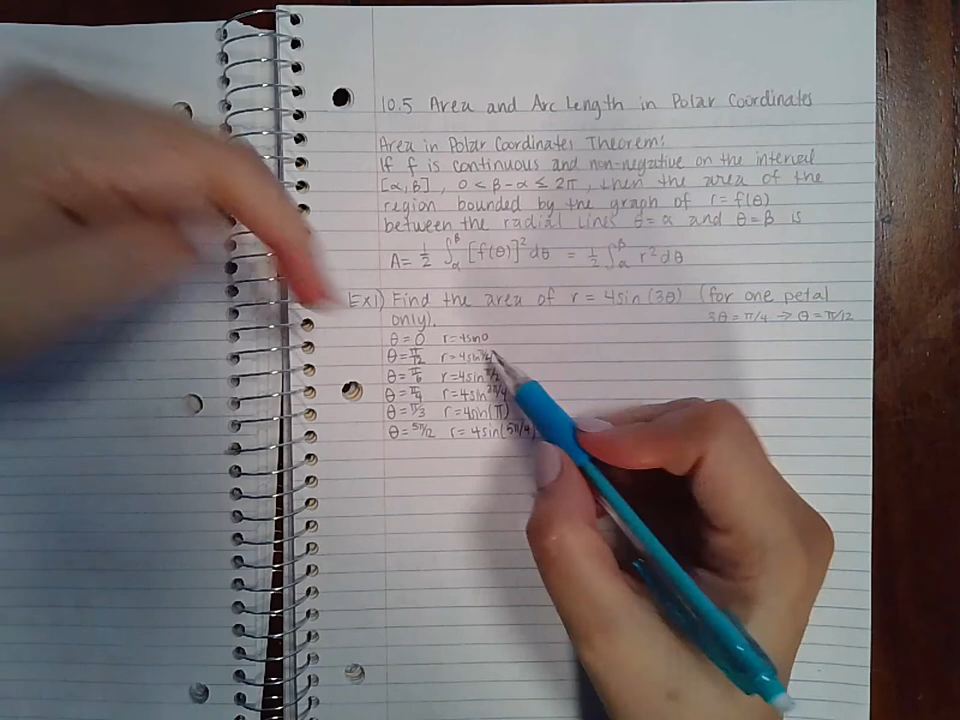 10.5 Area and Arc Length in Polar Coordinates
Area in Polar Coordinates Theorem:
If f is continuous and non-negative on the interval
[α,β], 0 < β-α ≤ 2π, then the area of the
region bounded by the graph of r=f(θ)
between the radial lines θ=α and θ=β is
A= 1/2 ∫_α^β [f(θ)]² dθ = 1/2 ∫_α^β r² dθ
Ex1) Find the area of r = 4sin(3θ) (for one petal
only). 3θ = π/4 → θ = π/12
θ = 0 r=4sin0
θ = π/12 r=4sin π/4
θ = π/6 r=4sin π/2
θ = π/4 r=4sin 3π/4
θ = π/3 r=4sin(π)
θ = 5π/12 r= 4sin(5π/4)